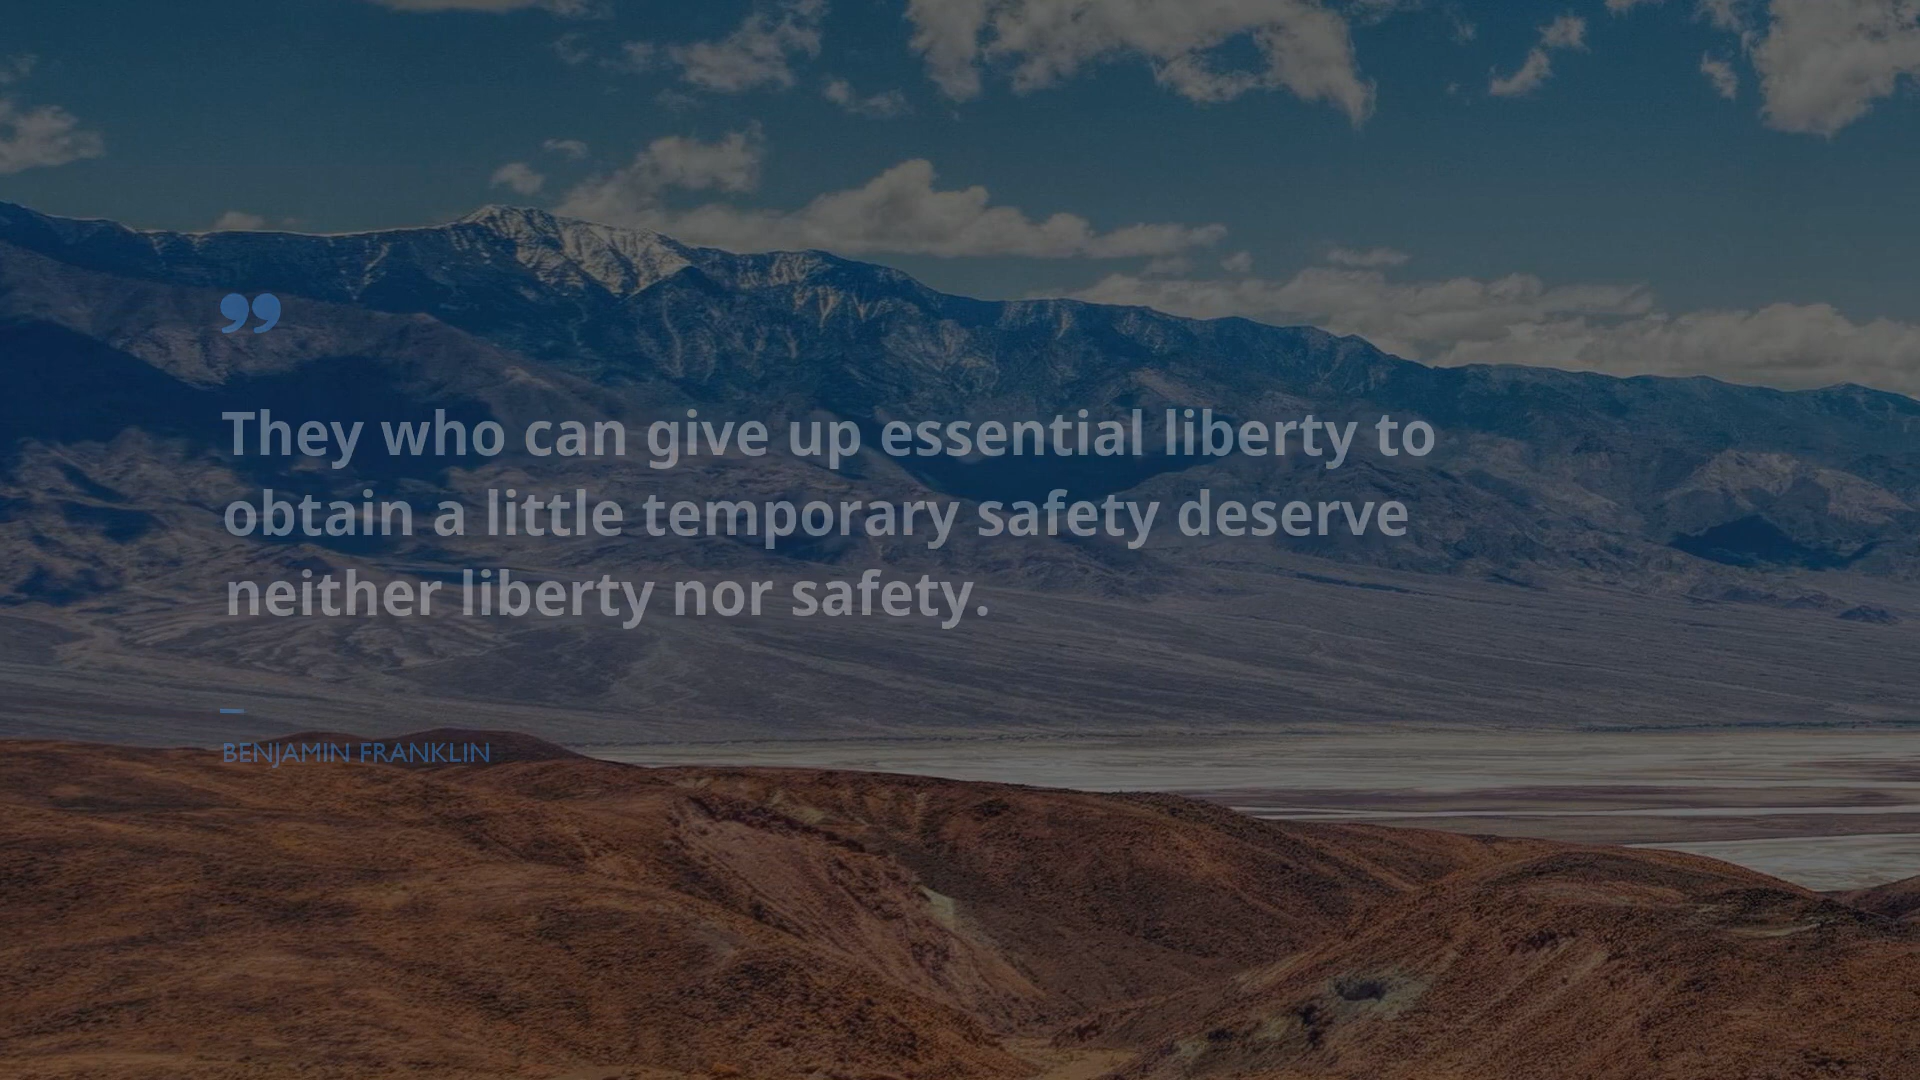 ”
They who can give up essential liberty to
obtain a little temporary safety deserve
neither liberty nor safety.
–
BENJAMIN FRANKLIN